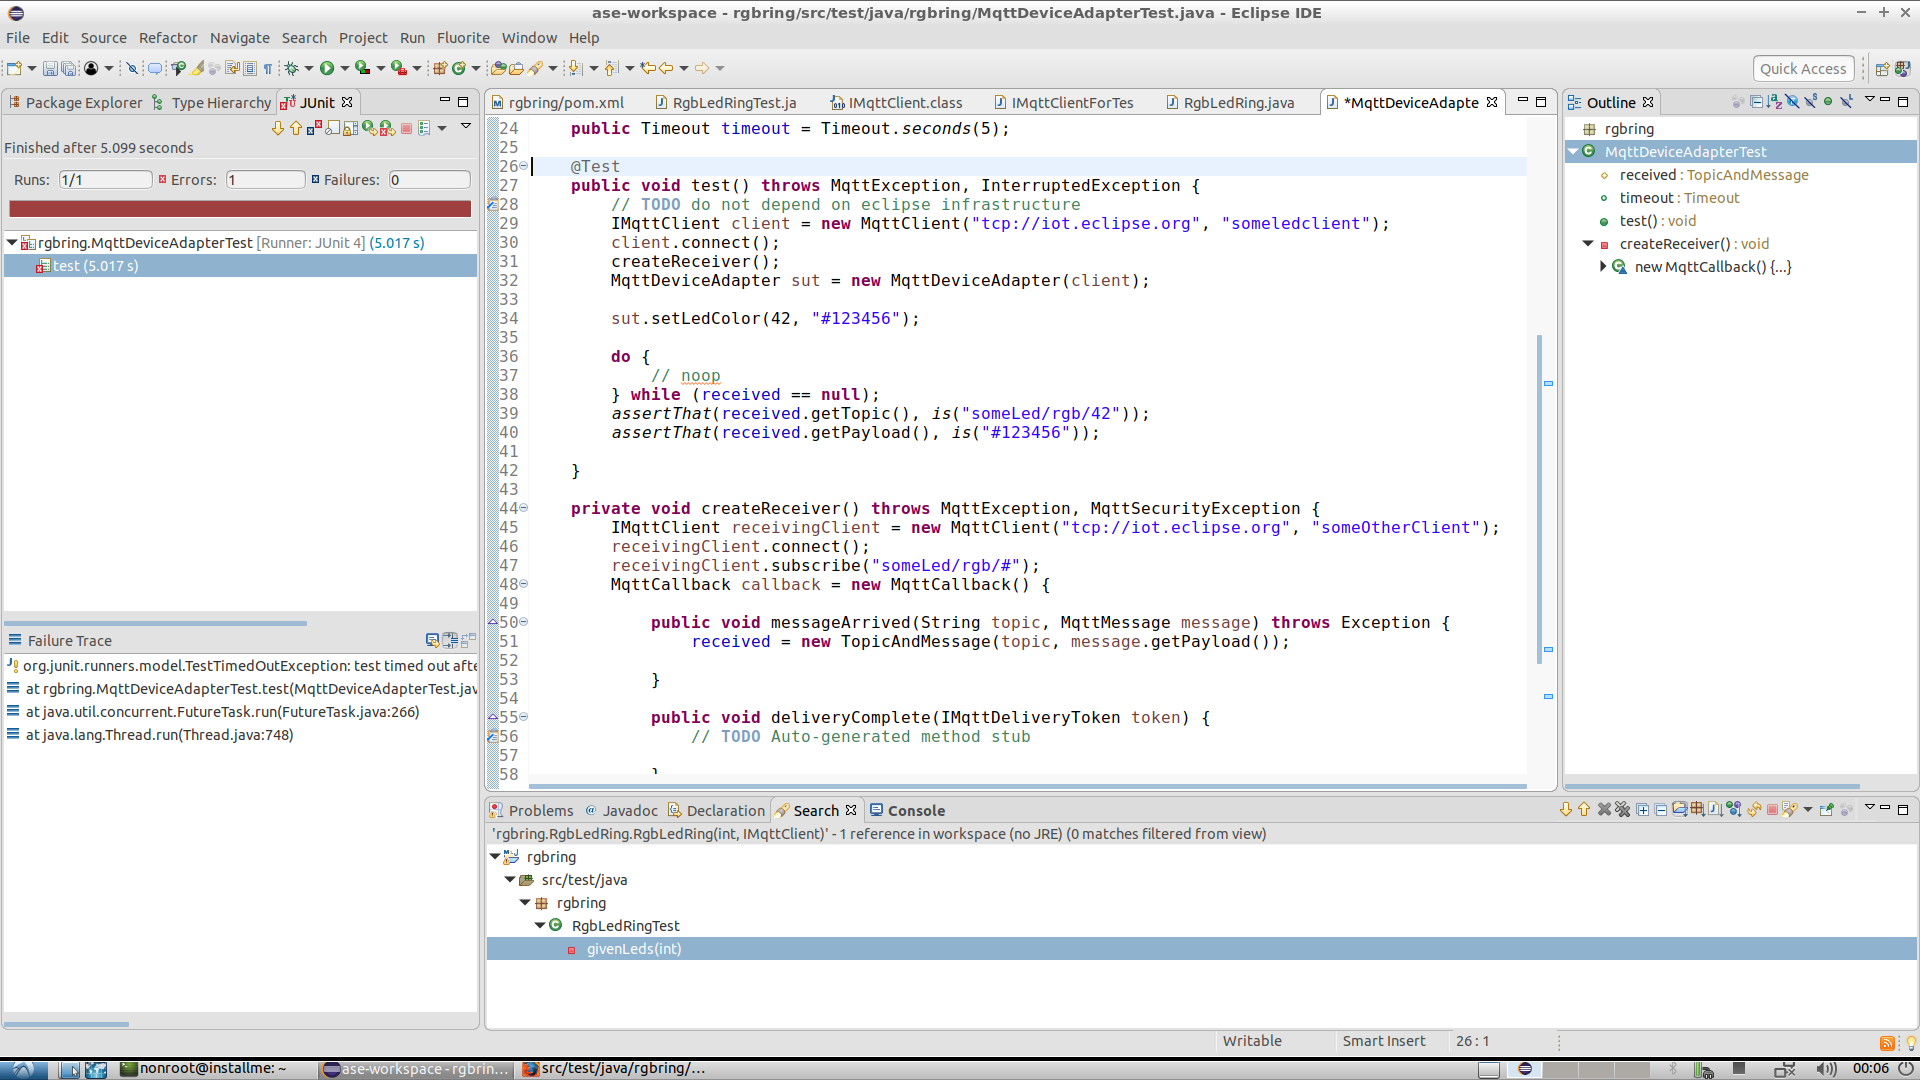 ase-workspace - rgbring/src/test/java/rgbring/MqttDeviceAdapterTest.java - Eclipse IDE
File Edit Source Refactor Navigate Search Project Run Fluorite Window Help
Quick Access
Package Explorer Type Hierarchy JUnit
Finished after 5.099 seconds
Runs: 1/1 Errors: 1 Failures: 0
rgbring.MqttDeviceAdapterTest [Runner: JUnit 4] (5.017 s)
test (5.017 s)
Failure Trace
org.junit.runners.model.TestTimedOutException: test timed out afte
at rgbring.MqttDeviceAdapterTest.test(MqttDeviceAdapterTest.jav
at java.util.concurrent.FutureTask.run(FutureTask.java:266)
at java.lang.Thread.run(Thread.java:748)
rgbring/pom.xml RgbLedRingTest.ja IMqttClient.class IMqttClientForTes RgbLedRing.java *MqttDeviceAdapte
24 public Timeout timeout = Timeout.seconds(5);
25
26 @Test
27 public void test() throws MqttException, InterruptedException {
28 // TODO do not depend on eclipse infrastructure
29 IMqttClient client = new MqttClient("tcp://iot.eclipse.org", "someledclient");
30 client.connect();
31 createReceiver();
32 MqttDeviceAdapter sut = new MqttDeviceAdapter(client);
33
34 sut.setLedColor(42, "#123456");
35
36 do {
37 // noop
38 } while (received == null);
39 assertThat(received.getTopic(), is("someLed/rgb/42"));
40 assertThat(received.getPayload(), is("#123456"));
41
42 }
43
44 private void createReceiver() throws MqttException, MqttSecurityException {
45 IMqttClient receivingClient = new MqttClient("tcp://iot.eclipse.org", "someOtherClient");
46 receivingClient.connect();
47 receivingClient.subscribe("someLed/rgb/#");
48 MqttCallback callback = new MqttCallback() {
49
50 public void messageArrived(String topic, MqttMessage message) throws Exception {
51 received = new TopicAndMessage(topic, message.getPayload());
52
53 }
54
55 public void deliveryComplete(IMqttDeliveryToken token) {
56 // TODO Auto-generated method stub
57
58 }
Outline
rgbring
MqttDeviceAdapterTest
received : TopicAndMessage
timeout : Timeout
test() : void
createReceiver() : void
new MqttCallback() {...}
Problems Javadoc Declaration Search Console
'rgbring.RgbLedRing.RgbLedRing(int, IMqttClient)' - 1 reference in workspace (no JRE) (0 matches filtered from view)
rgbring
src/test/java
rgbring
RgbLedRingTest
givenLeds(int)
Writable Smart Insert 26 : 1
nonroot@installme: ~ ase-workspace - rgbrin... src/test/java/rgbring/... 00:06